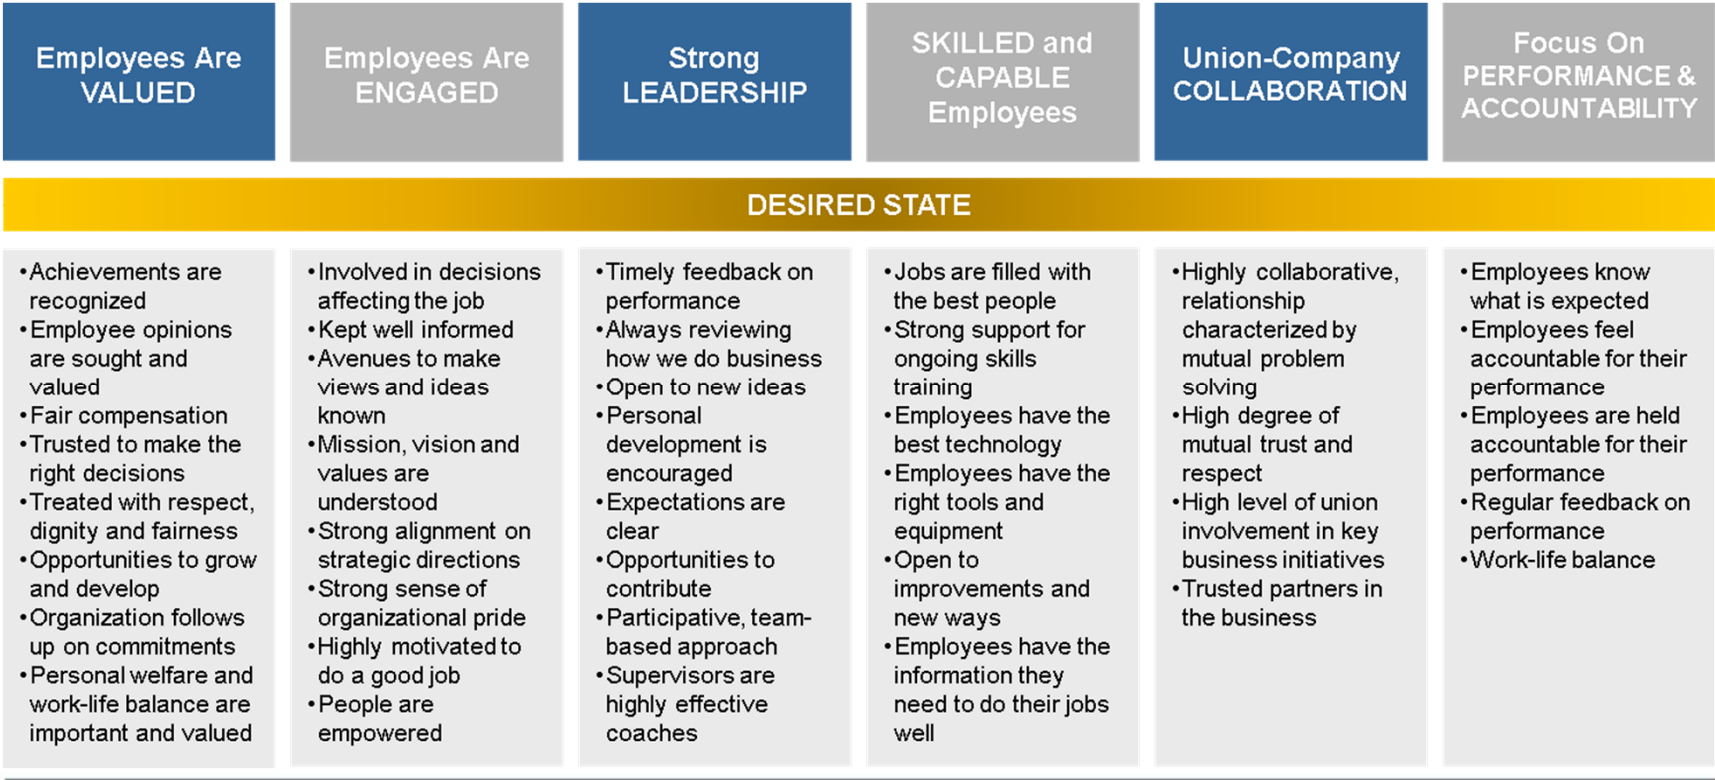 Employees Are
VALUED
Employees Are
ENGAGED
Strong
LEADERSHIP
SKILLED and
CAPABLE
Employees
Union-Company
COLLABORATION
Focus On
PERFORMANCE &
ACCOUNTABILITY
DESIRED STATE
•Achievements are
recognized
•Employee opinions
are sought and
valued
•Fair compensation
•Trusted to make the
right decisions
•Treated with respect,
dignity and fairness
•Opportunities to grow
and develop
•Organization follows
up on commitments
•Personal welfare and
work-life balance are
important and valued
•Involved in decisions
affecting the job
•Kept well informed
•Avenues to make
views and ideas
known
•Mission, vision and
values are
understood
•Strong alignment on
strategic directions
•Strong sense of
organizational pride
•Highly motivated to
do a good job
•People are
empowered
•Timely feedback on
performance
•Always reviewing
how we do business
•Open to new ideas
•Personal
development is
encouraged
•Expectations are
clear
•Opportunities to
contribute
•Participative, team-
based approach
•Supervisors are
highly effective
coaches
•Jobs are filled with
the best people
•Strong support for
ongoing skills
training
•Employees have the
best technology
•Employees have the
right tools and
equipment
•Open to
improvements and
new ways
•Employees have the
information they
need to do their jobs
well
•Highly collaborative,
relationship
characterized by
mutual problem
solving
•High degree of
mutual trust and
respect
•High level of union
involvement in key
business initiatives
•Trusted partners in
the business
•Employees know
what is expected
•Employees feel
accountable for their
performance
•Employees are held
accountable for their
performance
•Regular feedback on
performance
•Work-life balance